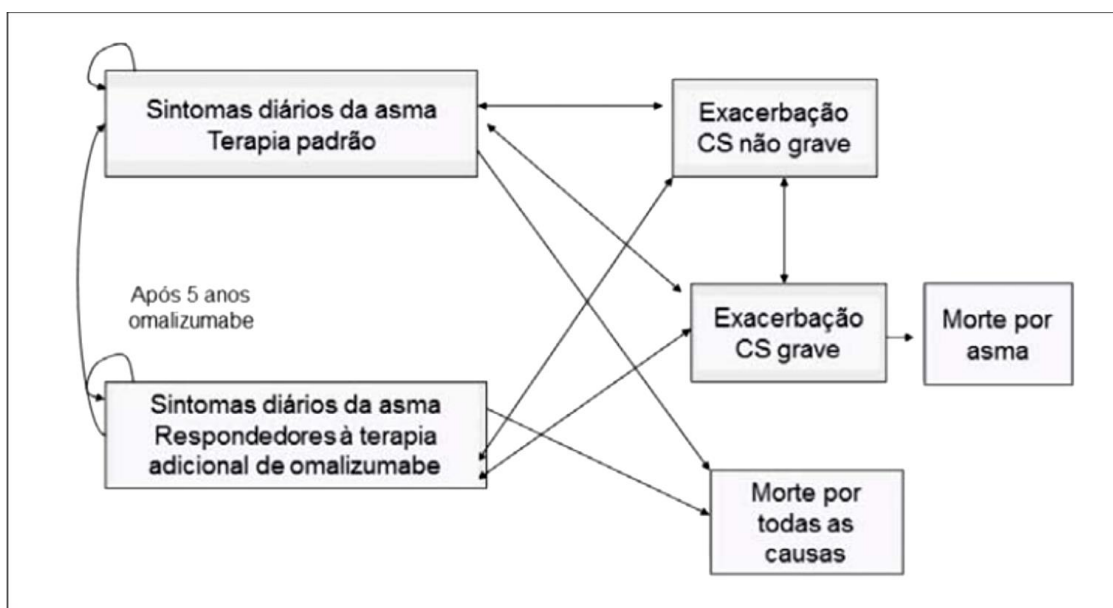 Sintomas diários da asma
Terapia padrão
Exacerbação
CS não grave
Após 5 anos
omalizumabe
Exacerbação
CS grave
Morte por
asma
Sintomas diários da asma
Respondedores à terapia
adicional de omalizumabe
Morte por
todas as
causas